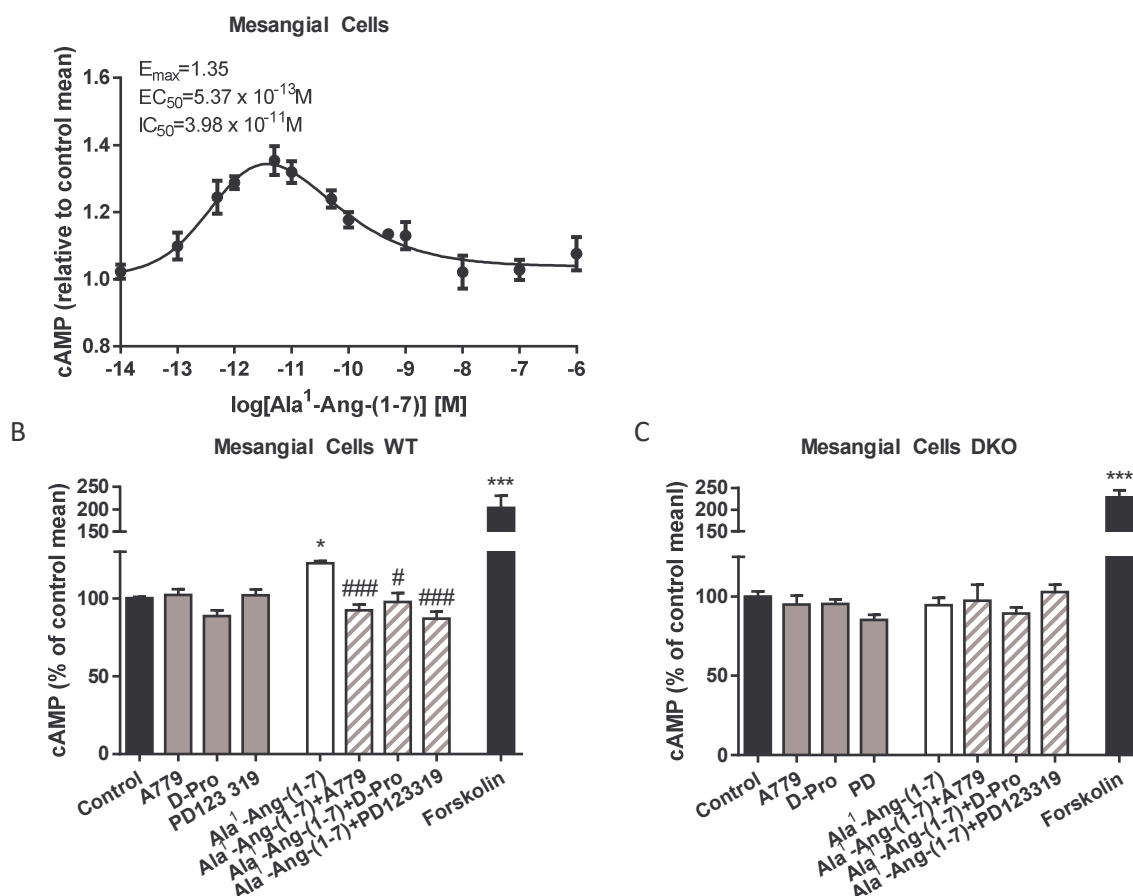 Mesangial Cells
cAMP (relative to control mean)
E_max=1.35
EC_50=5.37 x 10^-13M
IC_50=3.98 x 10^-11M
1.6
1.4
1.2
1.0
0.8
-14 -13 -12 -11 -10 -9 -8 -7 -6
log[Ala^1-Ang-(1-7)] [M]
B
Mesangial Cells WT
cAMP (% of control mean)
250
200
150
100
50
0
*
###
#
###
***
Control
A779
D-Pro
PD123 319
Ala^1-Ang-(1-7)
Ala^1-Ang-(1-7)+A779
Ala^1-Ang-(1-7)+D-Pro
Ala^1-Ang-(1-7)+PD123319
Forskolin
C
Mesangial Cells DKO
cAMP (% of control meanl)
250
200
150
100
50
0
***
Control
A779
D-Pro
PD
Ala^1-Ang-(1-7)
Ala^1-Ang-(1-7)+A779
Ala^1-Ang-(1-7)+D-Pro
Ala^1-Ang-(1-7)+PD123319
Forskolin